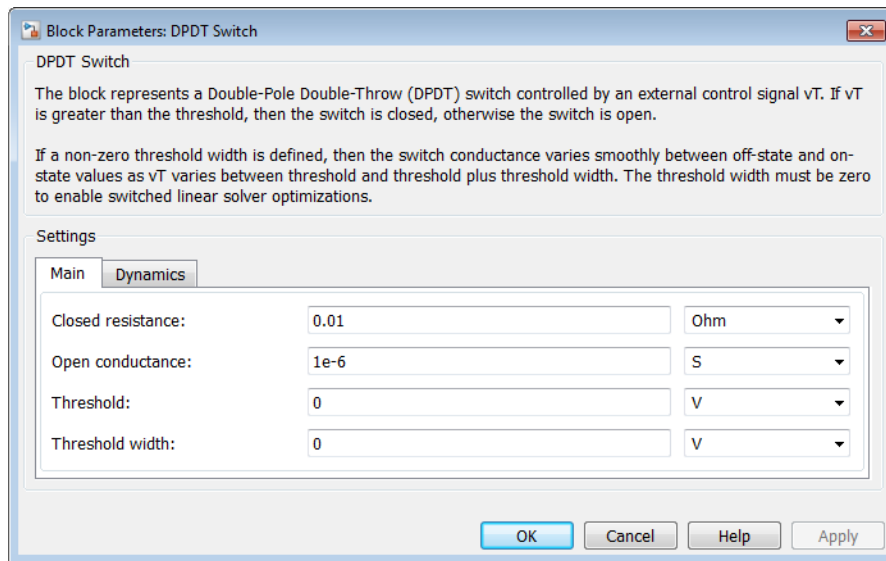 Block Parameters: DPDT Switch
DPDT Switch
The block represents a Double-Pole Double-Throw (DPDT) switch controlled by an external control signal vT. If vT
is greater than the threshold, then the switch is closed, otherwise the switch is open.
If a non-zero threshold width is defined, then the switch conductance varies smoothly between off-state and on-
state values as vT varies between threshold and threshold plus threshold width. The threshold width must be zero
to enable switched linear solver optimizations.
Settings
Main Dynamics
Closed resistance: 0.01 Ohm
Open conductance: 1e-6 S
Threshold: 0 V
Threshold width: 0 V
OK Cancel Help Apply